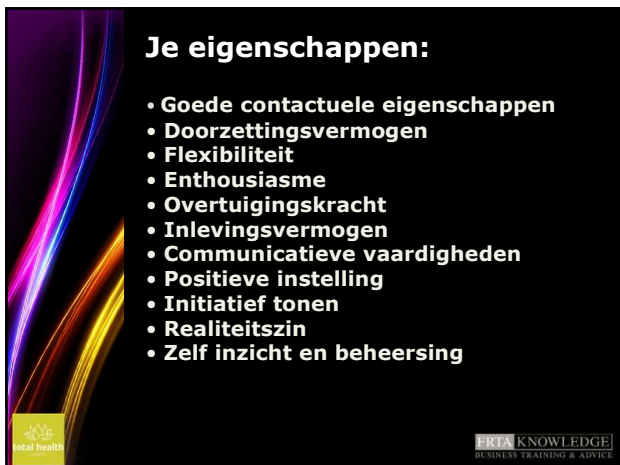 Je eigenschappen:
• Goede contactuele eigenschappen
• Doorzettingsvermogen
• Flexibiliteit
• Enthousiasme
• Overtuigingskracht
• Inlevingsvermogen
• Communicatieve vaardigheden
• Positieve instelling
• Initiatief tonen
• Realiteitszin
• Zelf inzicht en beheersing
total health
FRTA KNOWLEDGE
BUSINESS TRAINING & ADVICE